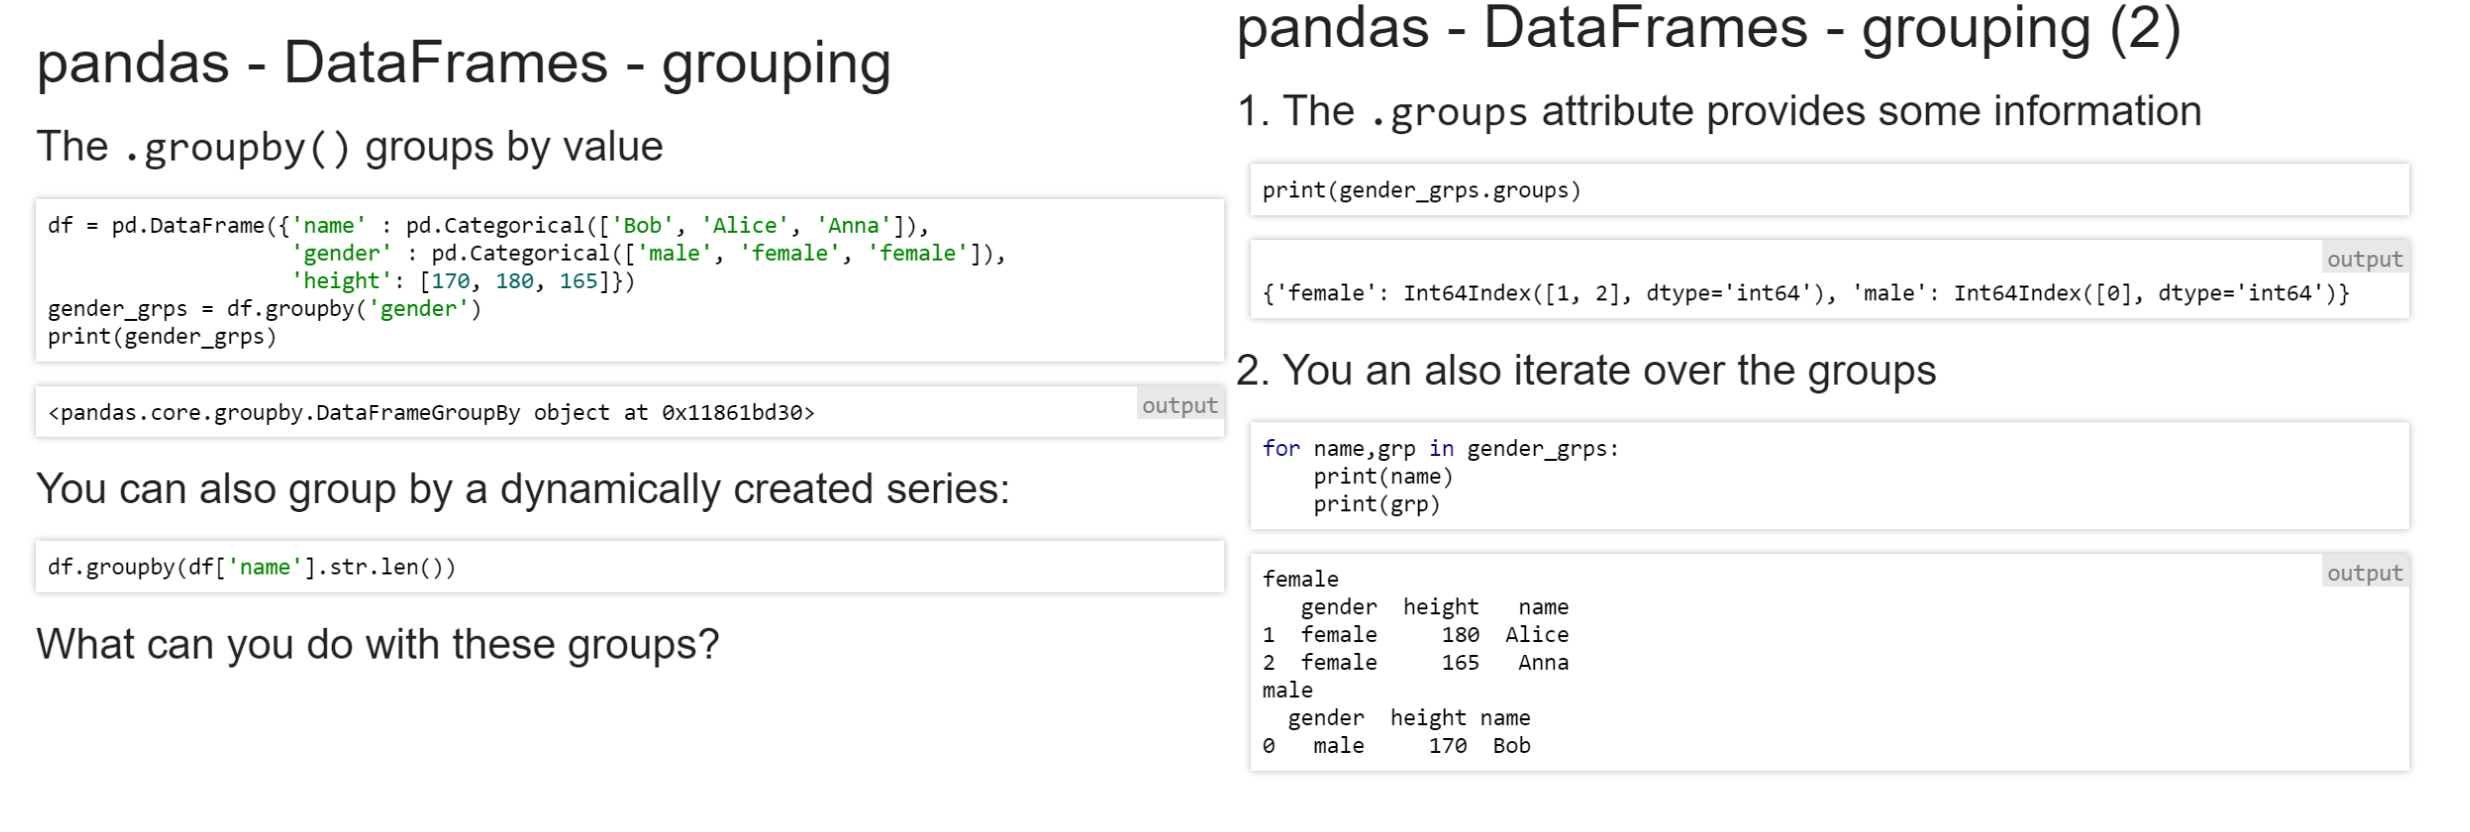 pandas - DataFrames - grouping
The .groupby() groups by value
df = pd.DataFrame({'name' : pd.Categorical(['Bob', 'Alice', 'Anna']),
                   'gender' : pd.Categorical(['male', 'female', 'female']),
                   'height': [170, 180, 165]})
gender_grps = df.groupby('gender')
print(gender_grps)
output
<pandas.core.groupby.DataFrameGroupBy object at 0x11861bd30>
You can also group by a dynamically created series:
df.groupby(df['name'].str.len())
What can you do with these groups?
pandas - DataFrames - grouping (2)
1. The .groups attribute provides some information
print(gender_grps.groups)
output
{'female': Int64Index([1, 2], dtype='int64'), 'male': Int64Index([0], dtype='int64')}
2. You an also iterate over the groups
for name,grp in gender_grps:
    print(name)
    print(grp)
output
female
   gender  height   name
1  female     180  Alice
2  female     165   Anna
male
  gender  height name
0   male     170  Bob